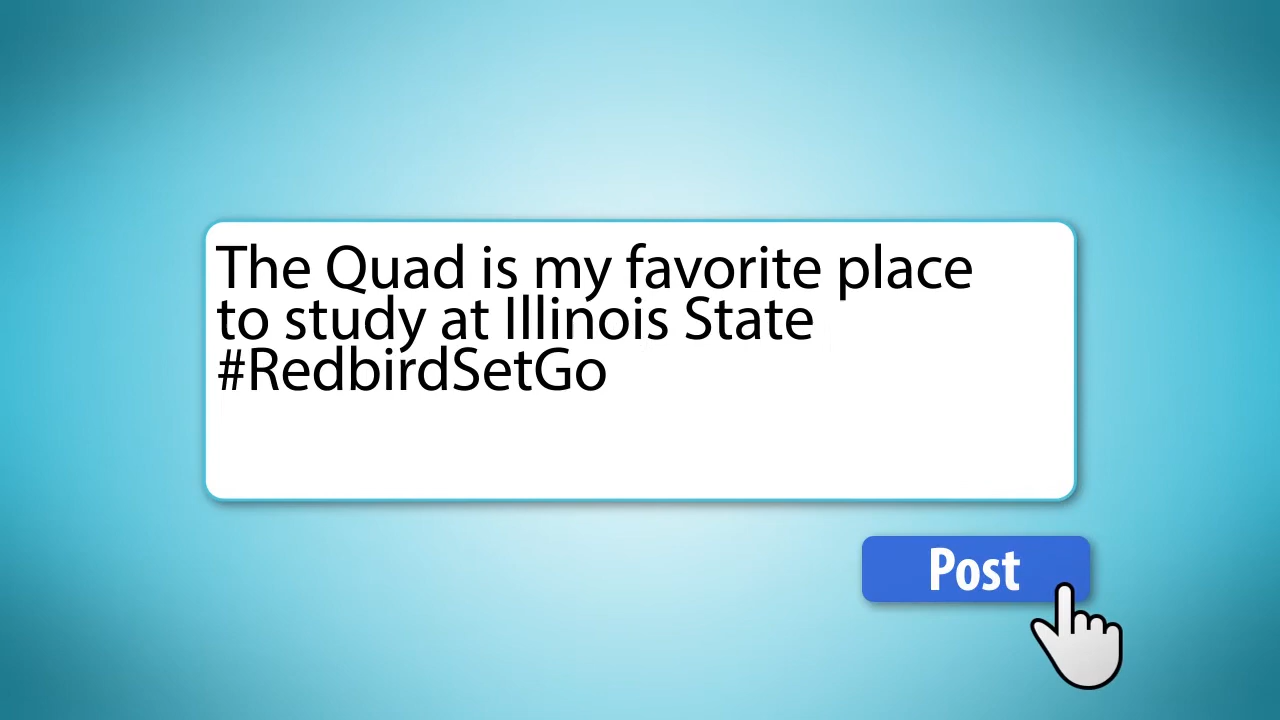 The Quad is my favorite place
to study at Illinois State
#RedbirdSetGo
Post